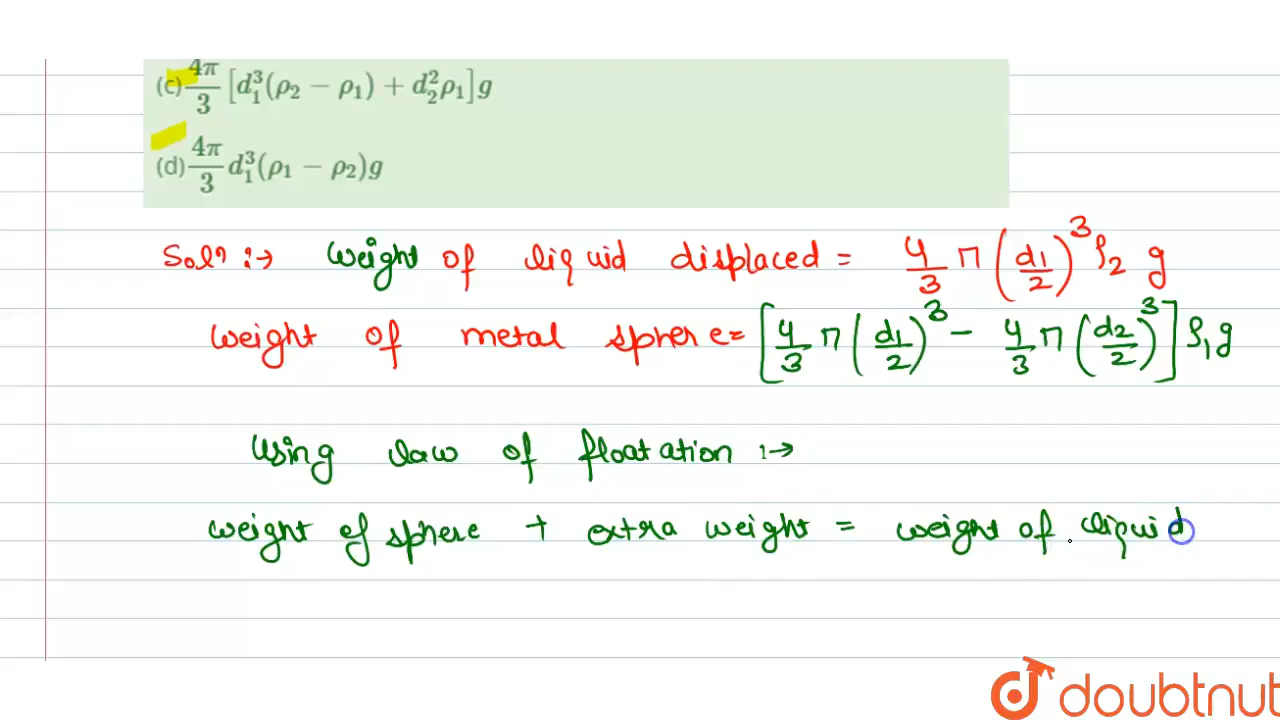 (c) 4π/3 [d₁³(ρ₂ − ρ₁) + d₂²ρ₁]g
(d) 4π/3 d₁³(ρ₁ − ρ₂)g
Solⁿ :→ weight of liquid displaced = 4/3 π (d₁/2)³ ρ₂ g
weight of metal sphere = [4/3 π (d₁/2)³ − 4/3 π (d₂/2)³] ρ₁g
Using law of floatation :→
weight of sphere + extra weight = weight of liquid
doubtnut